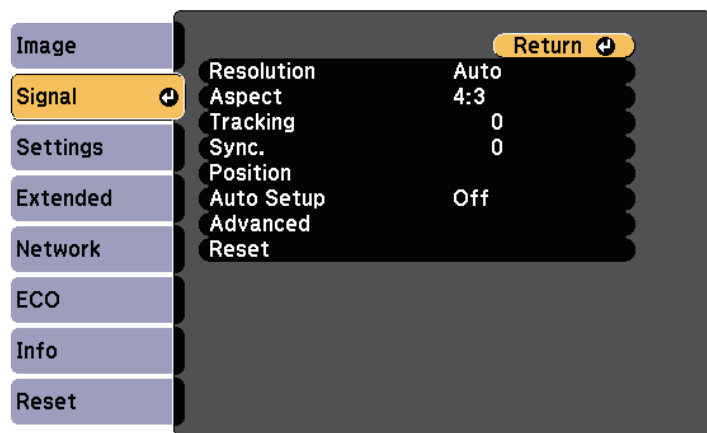 Image
Signal
Settings
Extended
Network
ECO
Info
Reset
Return
Resolution Auto
Aspect 4:3
Tracking 0
Sync. 0
Position
Auto Setup Off
Advanced
Reset